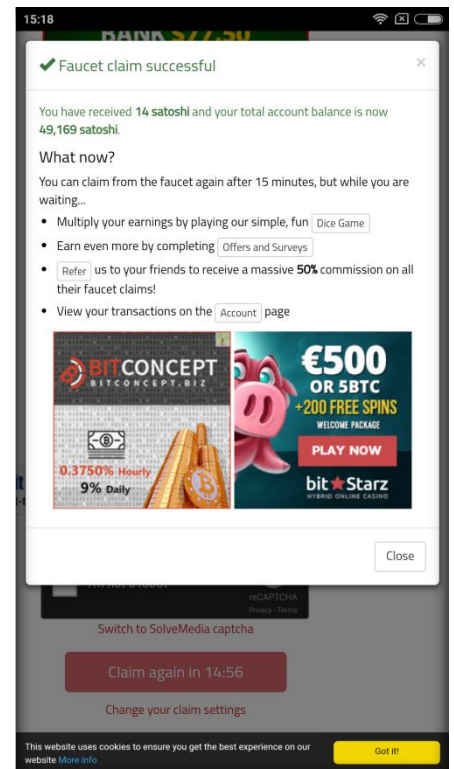 15:18
BANK $77.50
Faucet claim successful
×
You have received 14 satoshi and your total account balance is now
49,169 satoshi.
What now?
You can claim from the faucet again after 15 minutes, but while you are
waiting...
• Multiply your earnings by playing our simple, fun Dice Game
• Earn even more by completing Offers and Surveys
• Refer us to your friends to receive a massive 50% commission on all
their faucet claims!
• View your transactions on the Account page
BITCONCEPT
BITCONCEPT.BIZ
0.3750% Hourly
9% Daily
€500
OR 5BTC
+200 FREE SPINS
WELCOME PACKAGE
PLAY NOW
bit★Starz
HYBRID ONLINE CASINO
Close
reCAPTCHA
Privacy - Terms
Switch to SolveMedia captcha
Claim again in 14:56
Change your claim settings
This website uses cookies to ensure you get the best experience on our
website More info
Got it!